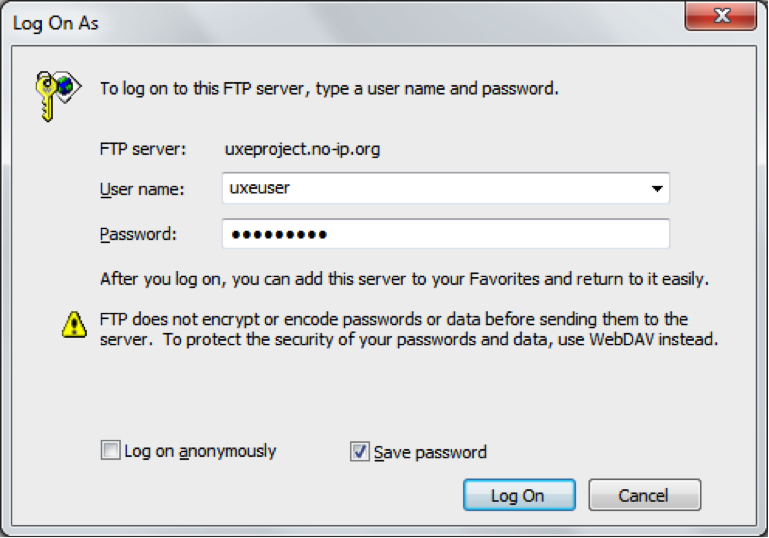 Log On As
To log on to this FTP server, type a user name and password.
FTP server: uxeproject.no-ip.org
User name: uxeuser
Password: •••••••••
After you log on, you can add this server to your Favorites and return to it easily.
FTP does not encrypt or encode passwords or data before sending them to the
server. To protect the security of your passwords and data, use WebDAV instead.
Log on anonymously Save password
Log On Cancel